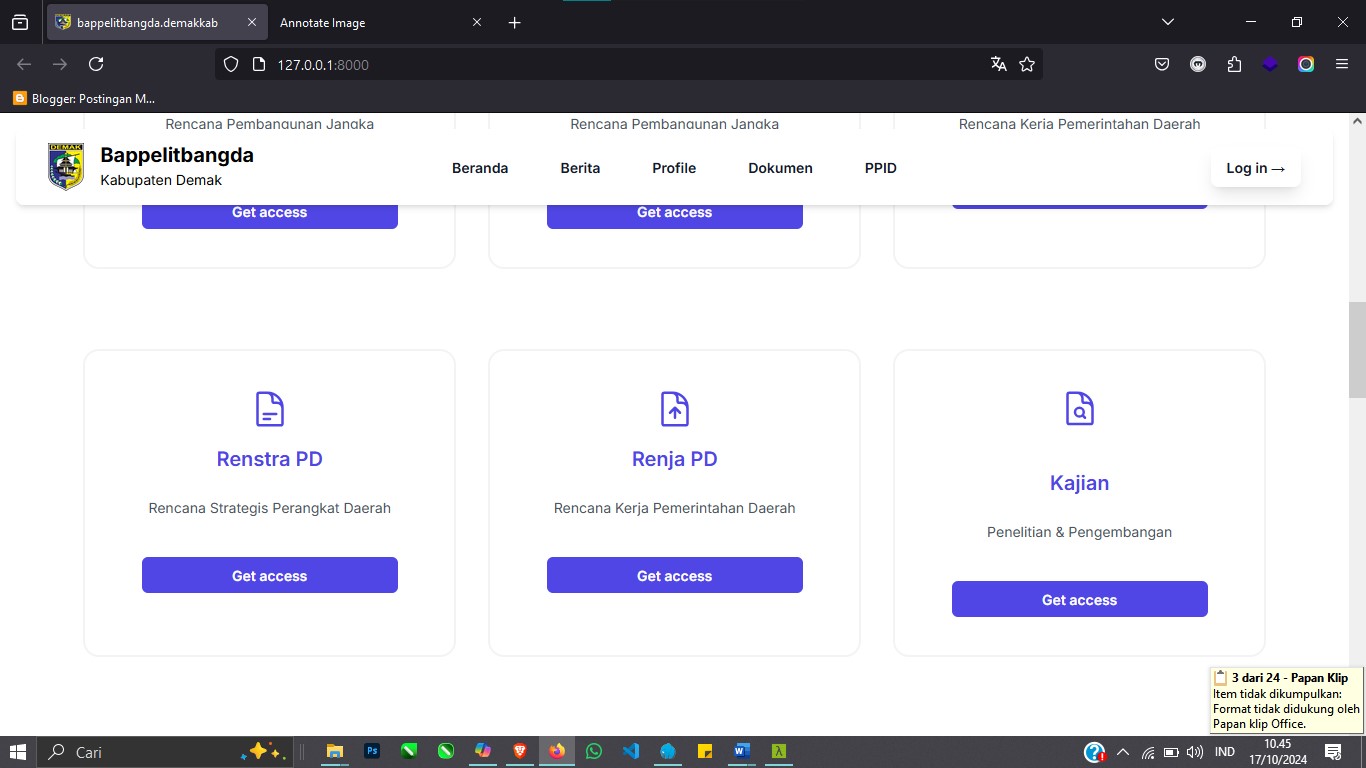 bappelitbangda.demakkab
Annotate Image
127.0.0.1:8000
Blogger: Postingan M...
Rencana Pembangunan Jangka
Rencana Pembangunan Jangka
Rencana Kerja Pemerintahan Daerah
DEMAK
Bappelitbangda
Kabupaten Demak
Beranda
Berita
Profile
Dokumen
PPID
Log in →
Get access
Get access
Renstra PD
Rencana Strategis Perangkat Daerah
Get access
Renja PD
Rencana Kerja Pemerintahan Daerah
Get access
Kajian
Penelitian & Pengembangan
Get access
3 dari 24 - Papan Klip
Item tidak dikumpulkan:
Format tidak didukung oleh
Papan klip Office.
Cari
Ps
IND
10.45
17/10/2024